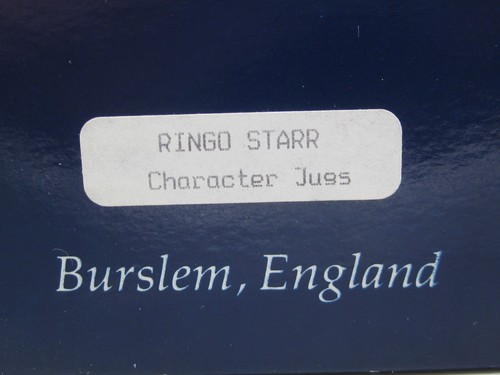 RINGO STARR
Character Jugs
Burslem, England